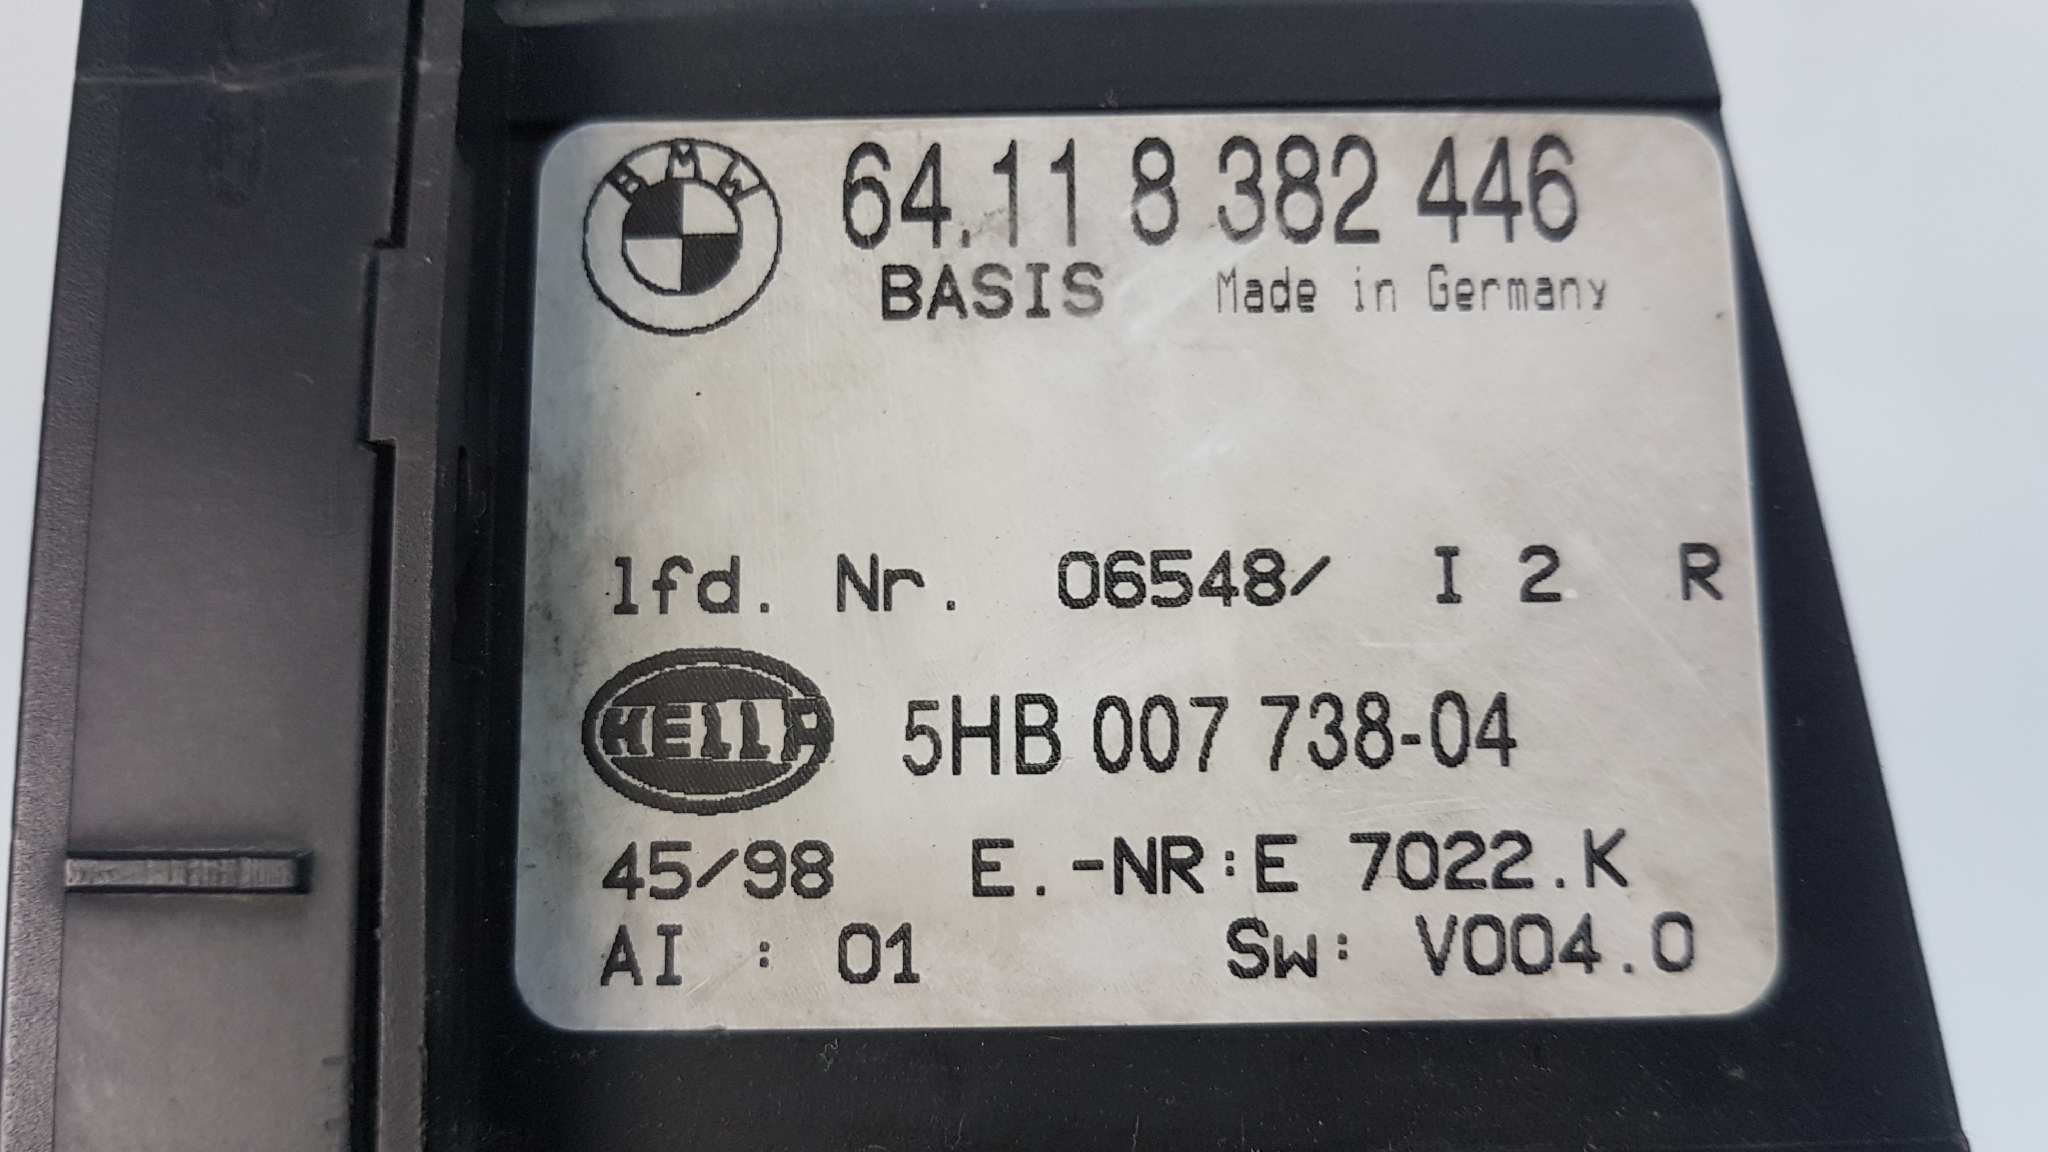 BMW 64.11 8 382 446
BASIS Made in Germany
lfd. Nr. 06548/ I 2 R
HELLA 5HB 007 738-04
45/98 E.-NR:E 7022.K
AI : 01 Sw: V004.0